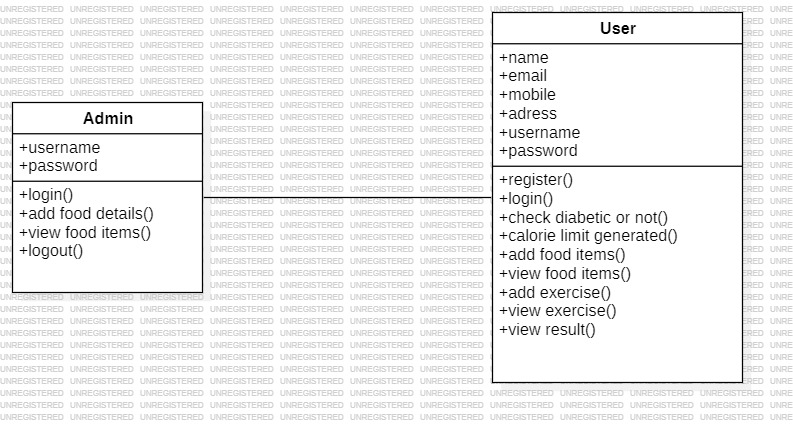 Admin
+username
+password
+login()
+add food details()
+view food items()
+logout()
User
+name
+email
+mobile
+adress
+username
+password
+register()
+login()
+check diabetic or not()
+calorie limit generated()
+add food items()
+view food items()
+add exercise()
+view exercise()
+view result()
UNREGISTERED